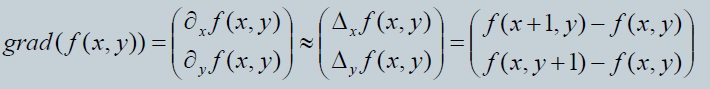 grad(f(x,y)) = (∂ₓf(x,y) ∂ᵧf(x,y)) ≈ (Δₓf(x,y) Δᵧf(x,y)) = (f(x+1,y) − f(x,y) f(x,y+1) − f(x,y))